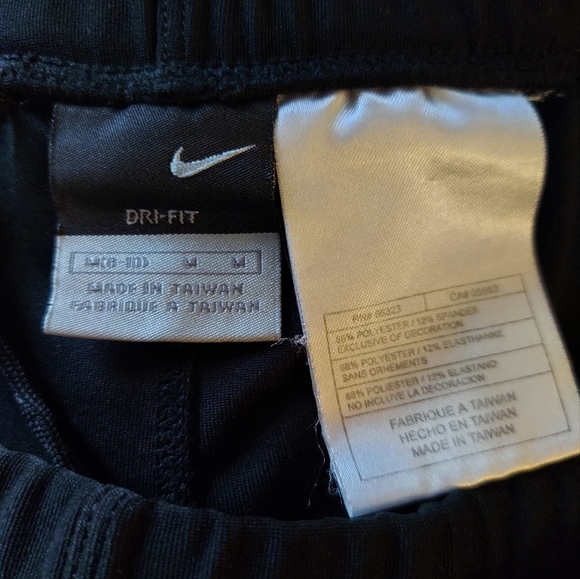 DRI-FIT
M(8-10) M M
MADE IN TAIWAN
FABRIQUE A TAIWAN
RN# 56323 CA# 05553
88% POLYESTER / 12% SPANDEX
EXCLUSIVE OF DECORATION
88% POLYESTER / 12% ELASTHANNE
SANS ORNEMENTS
88% POLIESTER / 12% ELASTANO
NO INCLUYE LA DECORACION
FABRIQUE A TAIWAN
HECHO EN TAIWAN
MADE IN TAIWAN